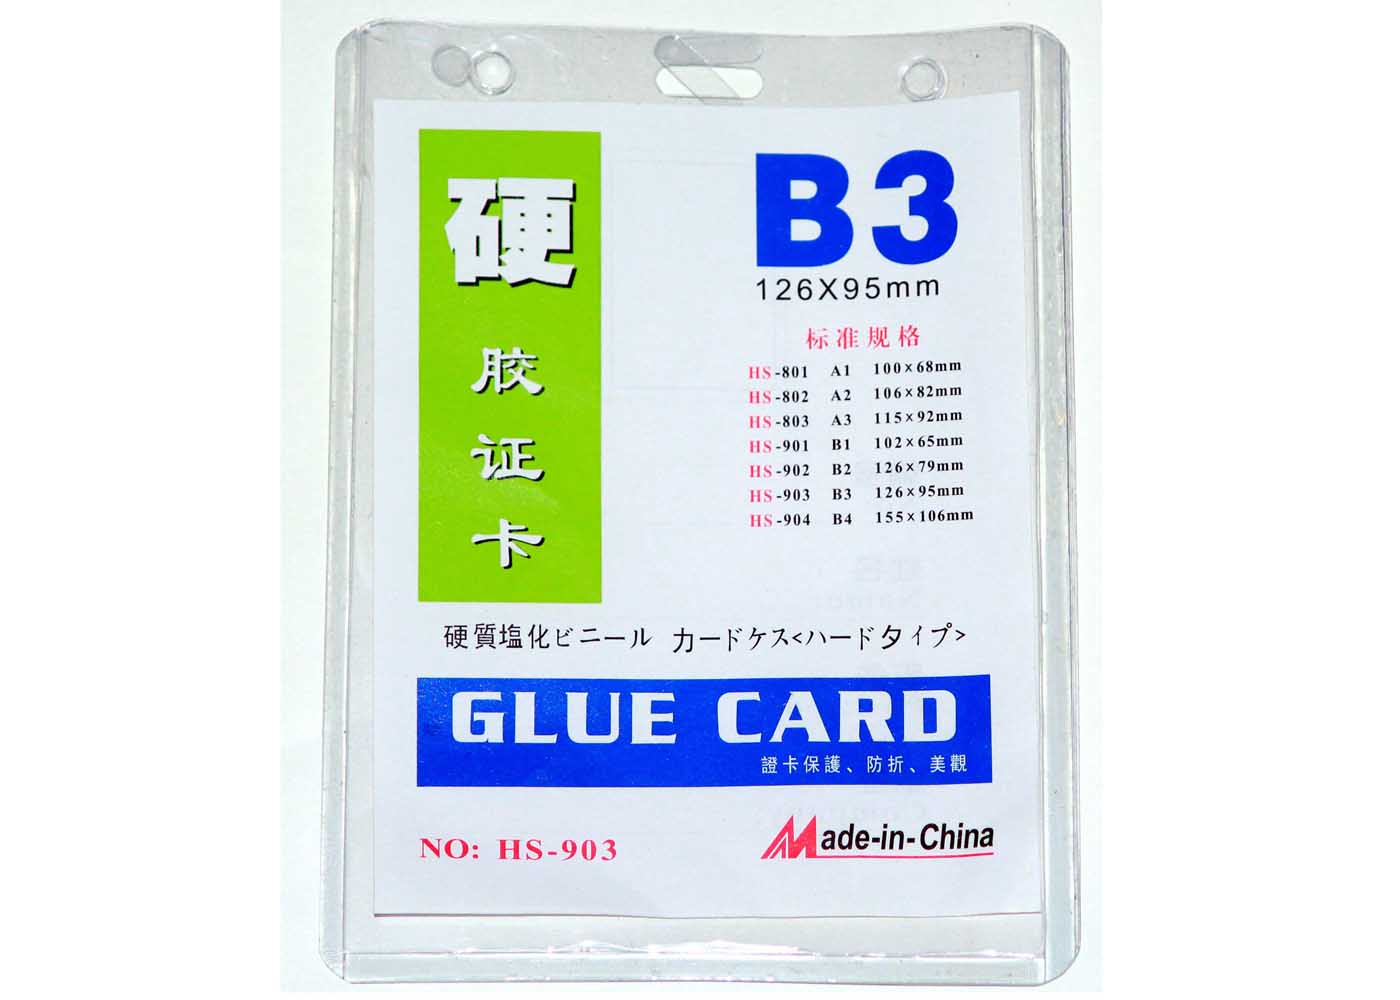 硬
胶
证
卡
B3
126X95mm
标准规格
HS-801 A1 100×68mm
HS-802 A2 106×82mm
HS-803 A3 115×92mm
HS-901 B1 102×65mm
HS-902 B2 126×79mm
HS-903 B3 126×95mm
HS-904 B4 155×106mm
硬質塩化ビニール カードケス<ハードタイプ>
GLUE CARD
證卡保護、防折、美觀
NO: HS-903
Made-in-China